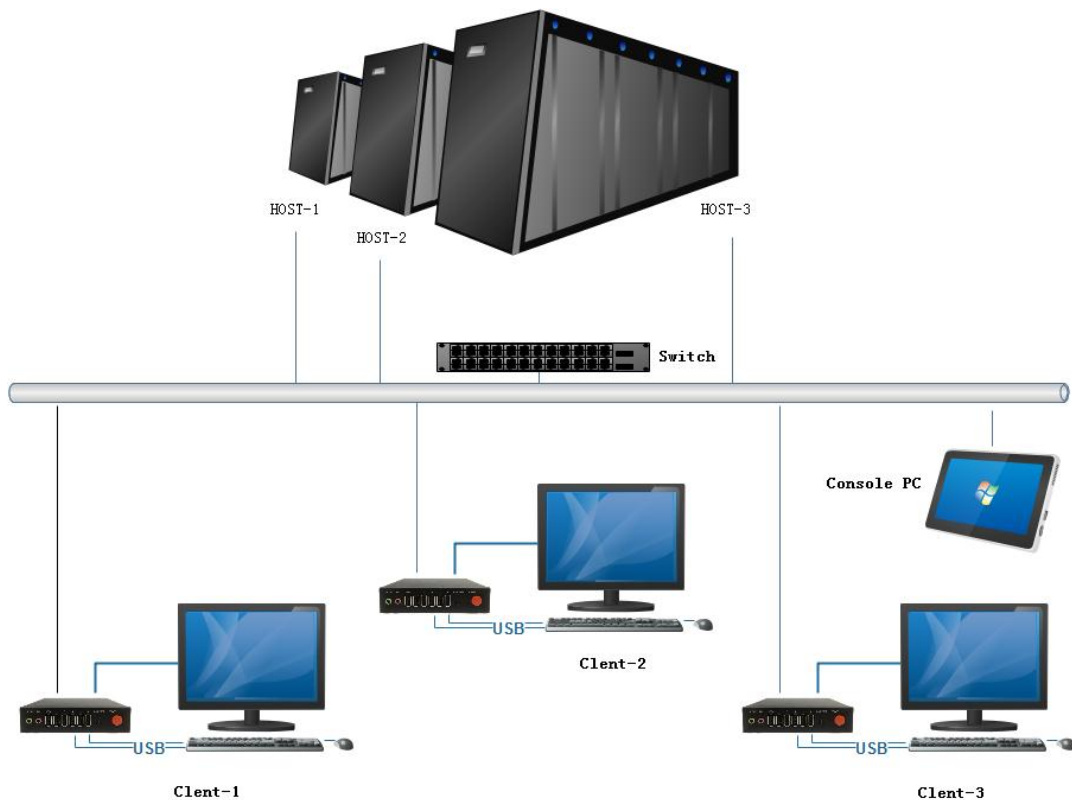 HOST-1
HOST-2
HOST-3
Switch
Console PC
USB
Clent-2
USB
USB
Clent-1
Clent-3